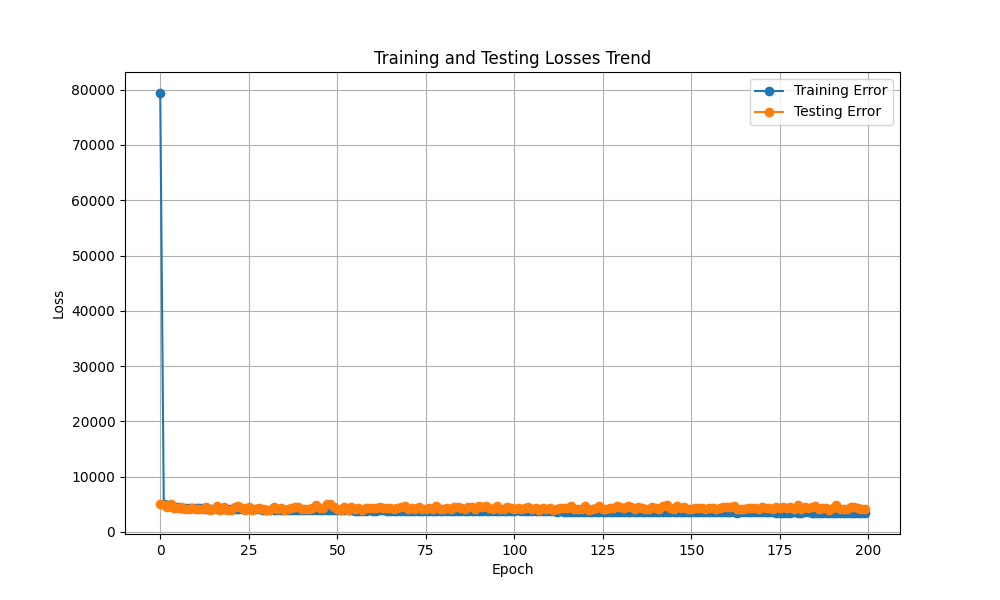 Training and Testing Losses Trend
Training Error
Testing Error
80000
70000
60000
50000
40000
30000
20000
10000
0
Loss
0 25 50 75 100 125 150 175 200
Epoch